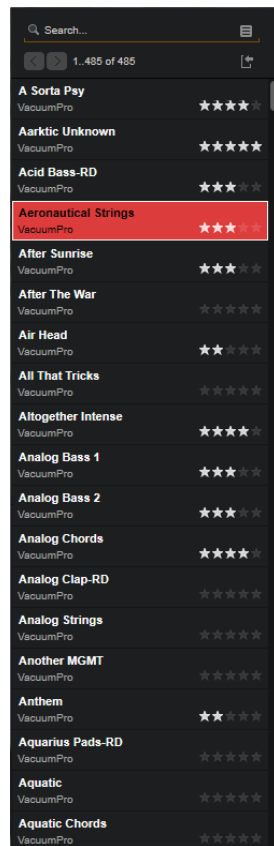 Search...
1..485 of 485
A Sorta Psy
VacuumPro
Aarktic Unknown
VacuumPro
Acid Bass-RD
VacuumPro
Aeronautical Strings
VacuumPro
After Sunrise
VacuumPro
After The War
VacuumPro
Air Head
VacuumPro
All That Tricks
VacuumPro
Altogether Intense
VacuumPro
Analog Bass 1
VacuumPro
Analog Bass 2
VacuumPro
Analog Chords
VacuumPro
Analog Clap-RD
VacuumPro
Analog Strings
VacuumPro
Another MGMT
VacuumPro
Anthem
VacuumPro
Aquarius Pads-RD
VacuumPro
Aquatic
VacuumPro
Aquatic Chords
VacuumPro